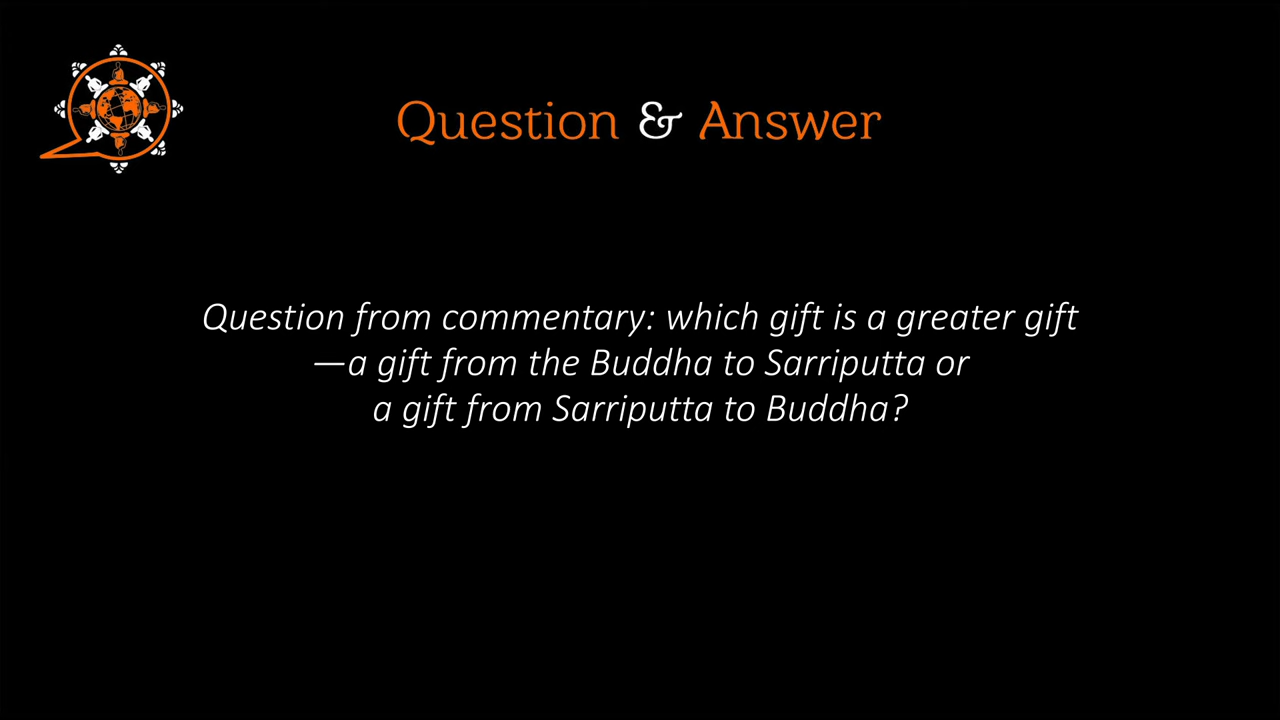 Question & Answer
Question from commentary: which gift is a greater gift
—a gift from the Buddha to Sarriputta or
a gift from Sarriputta to Buddha?